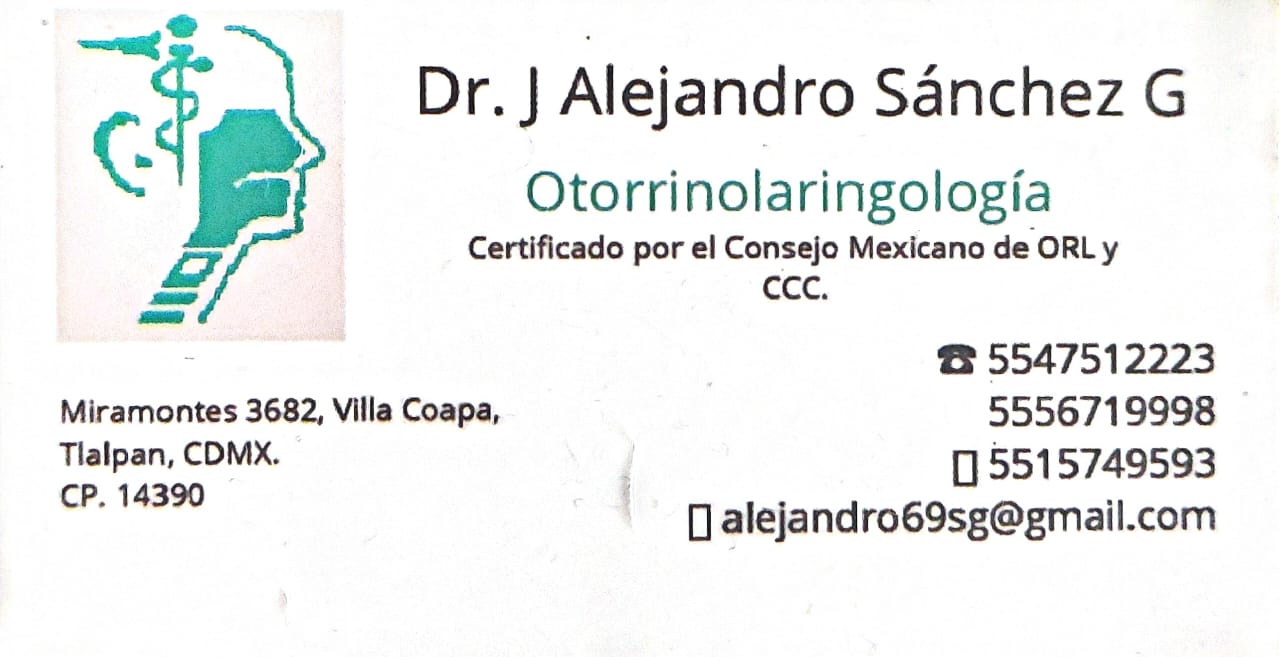 Dr. J Alejandro Sánchez G
Otorrinolaringología
Certificado por el Consejo Mexicano de ORL y
CCC.
☎ 5547512223
5556719998
5515749593
alejandro69sg@gmail.com
Miramontes 3682, Villa Coapa,
Tlalpan, CDMX.
CP. 14390